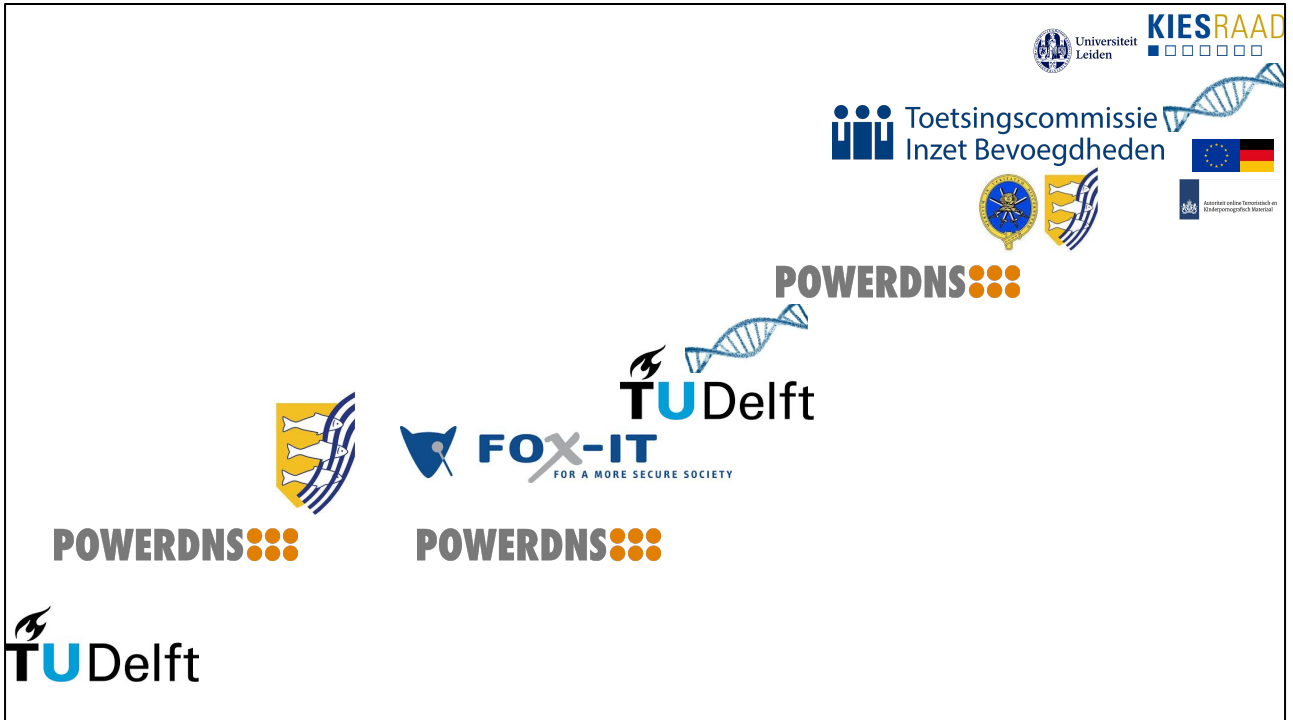 Universiteit
Leiden
KIESRAAD
Toetsingscommissie
Inzet Bevoegdheden
Autoriteit online Terroristisch en
Kinderpornografisch Materiaal
POWERDNS
TUDelft
FOX-IT
FOR A MORE SECURE SOCIETY
POWERDNS
POWERDNS
TUDelft